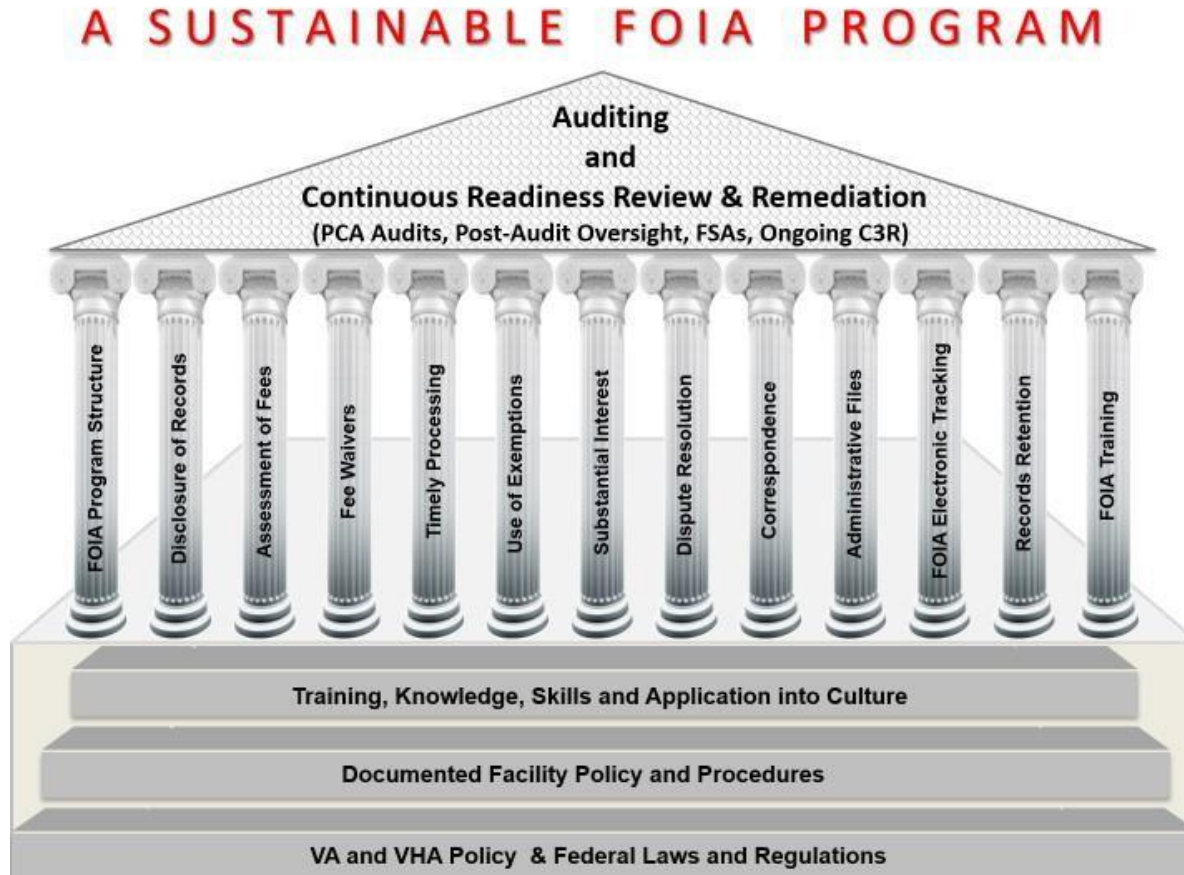 A SUSTAINABLE FOIA PROGRAM
Auditing
and
Continuous Readiness Review & Remediation
(PCA Audits, Post-Audit Oversight, FSAs, Ongoing C3R)
FOIA Program Structure
Disclosure of Records
Assessment of Fees
Fee Waivers
Timely Processing
Use of Exemptions
Substantial Interest
Dispute Resolution
Correspondence
Administrative Files
FOIA Electronic Tracking
Records Retention
FOIA Training
Training, Knowledge, Skills and Application into Culture
Documented Facility Policy and Procedures
VA and VHA Policy & Federal Laws and Regulations